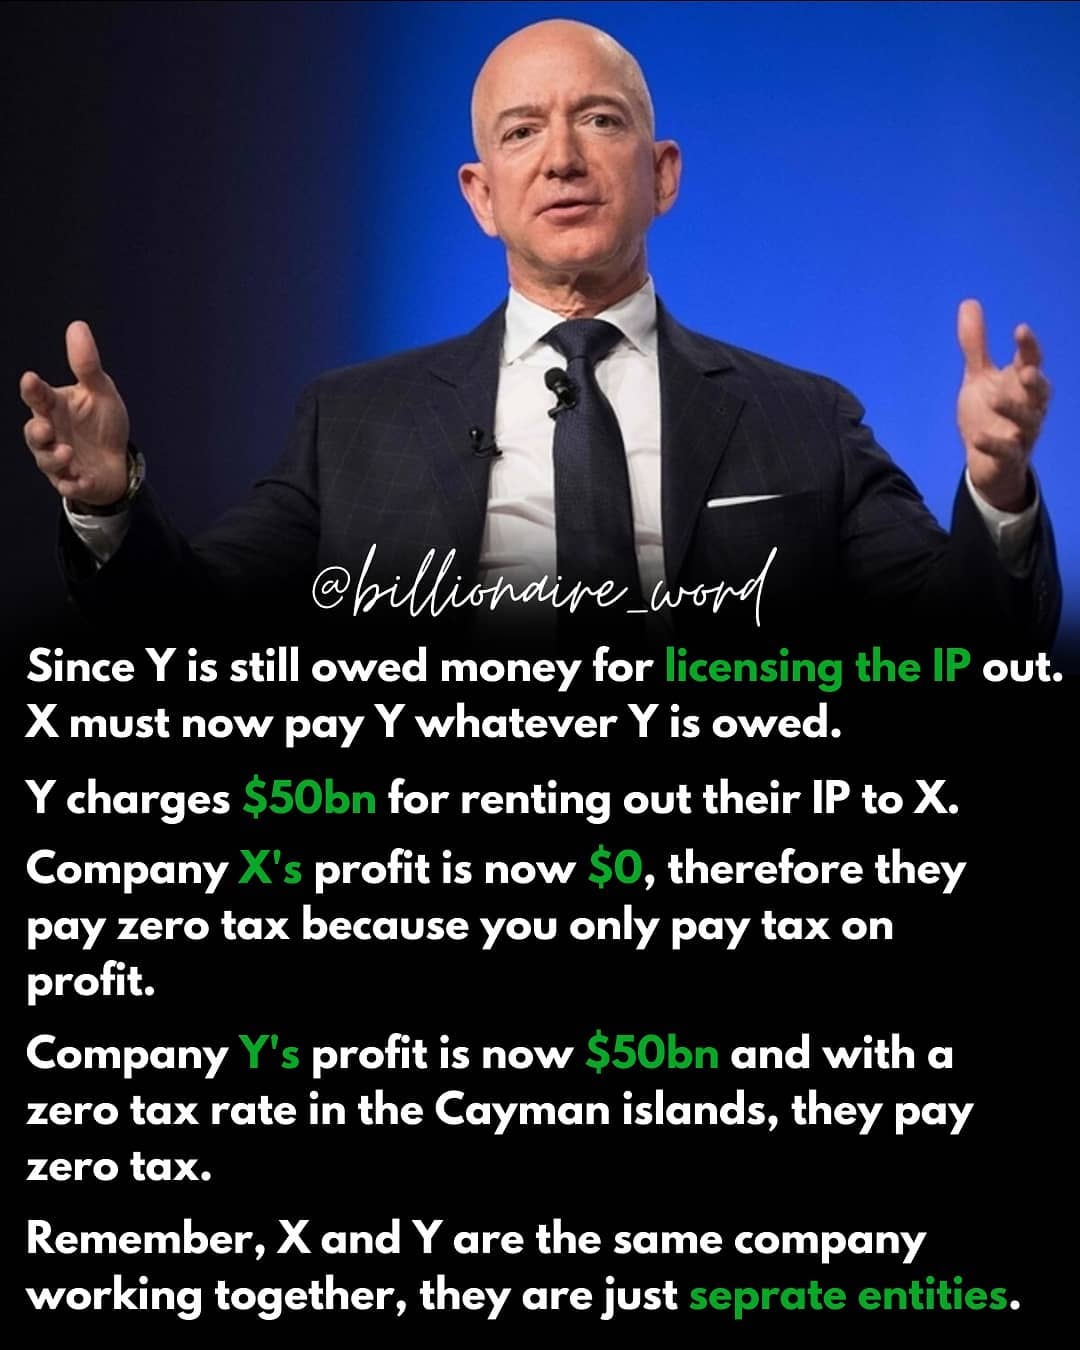 @billionaire_word
Since Y is still owed money for licensing the IP out.
X must now pay Y whatever Y is owed.
Y charges $50bn for renting out their IP to X.
Company X's profit is now $0, therefore they
pay zero tax because you only pay tax on
profit.
Company Y's profit is now $50bn and with a
zero tax rate in the Cayman islands, they pay
zero tax.
Remember, X and Y are the same company
working together, they are just seprate entities.